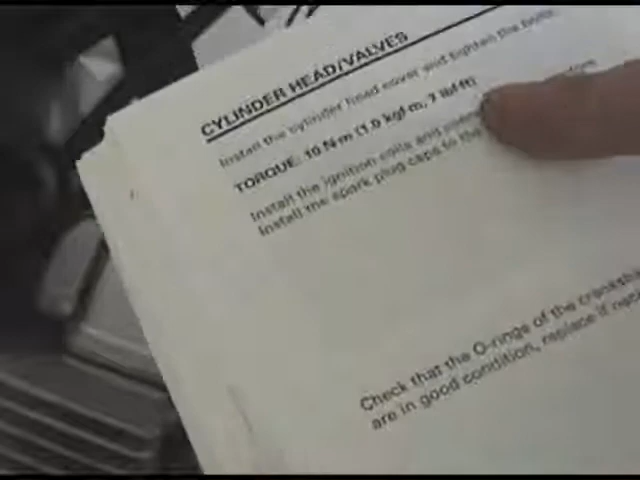 CYLINDER HEAD/VALVES
Install the cylinder head cover and tighten the bolts
TORQUE: 10 N·m (1.0 kgf·m, 7 lbf·ft)
Install the ignition coils and
Install the spark plug caps to the
Check that the O-rings of the
are in good condition, replace if